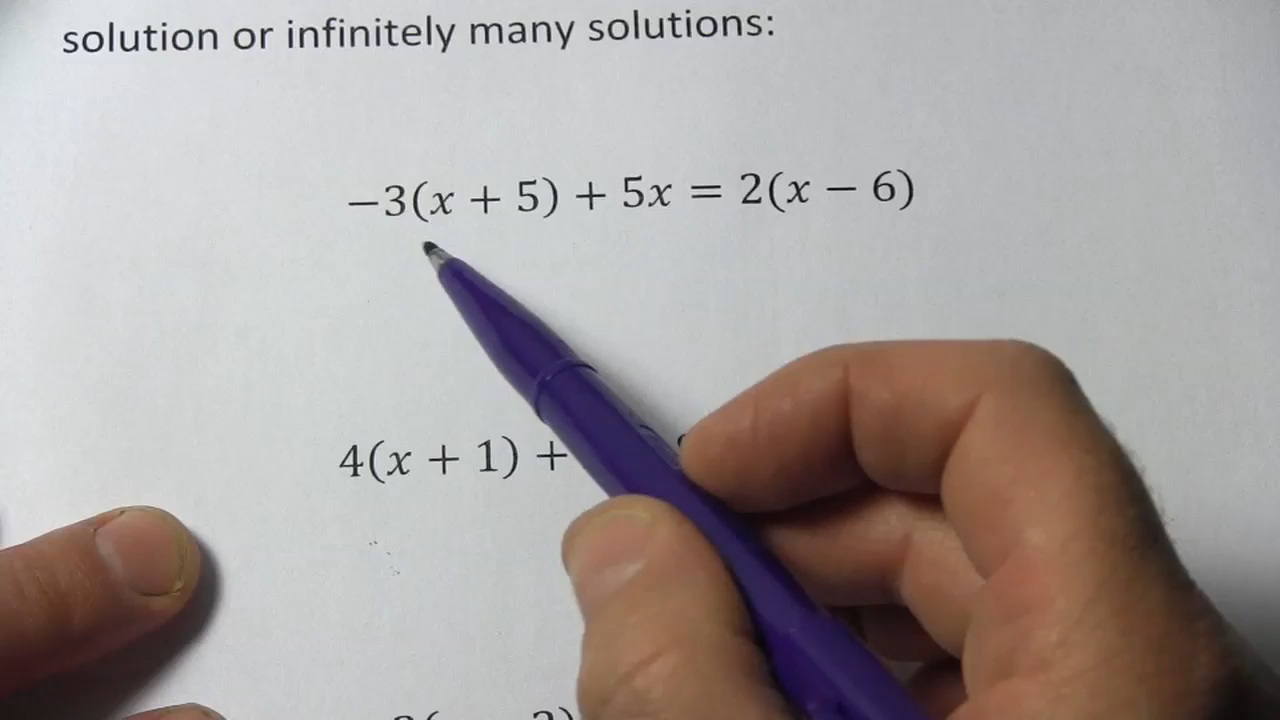 solution or infinitely many solutions:
−3(x + 5) + 5x = 2(x − 6)
4(x + 1) +